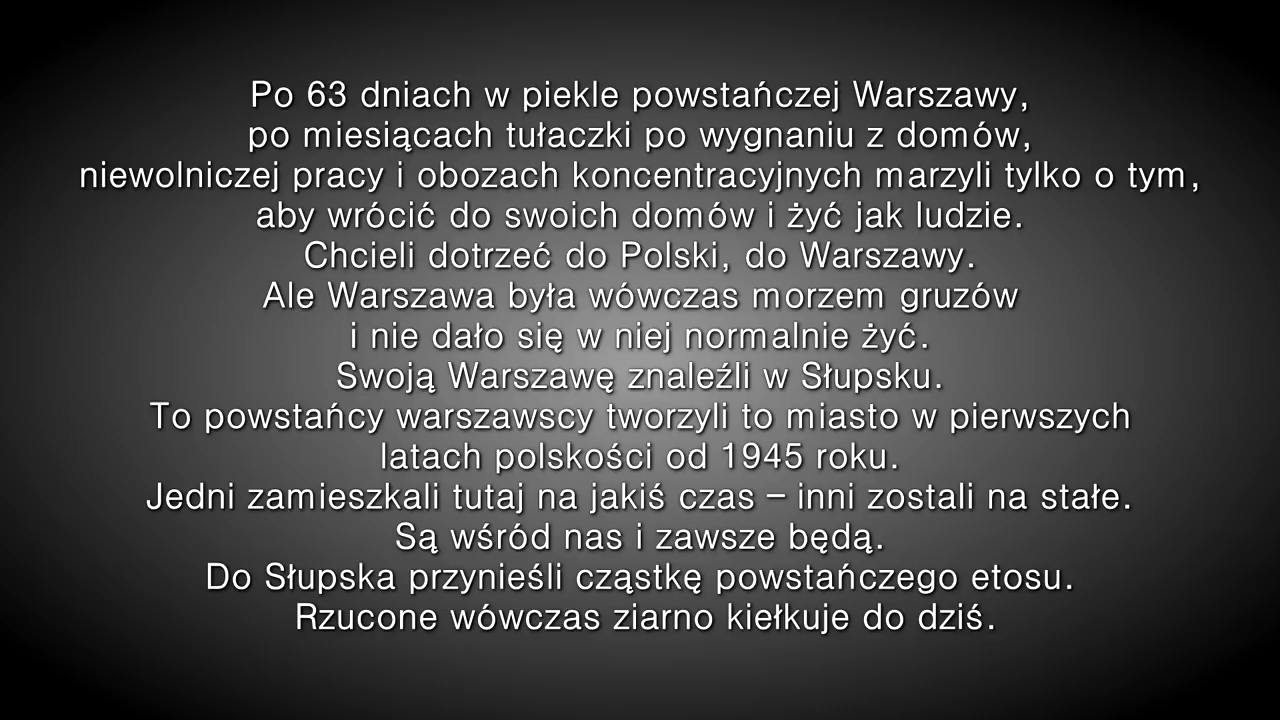 Po 63 dniach w piekle powstańczej Warszawy,
po miesiącach tułaczki po wygnaniu z domów,
niewolniczej pracy i obozach koncentracyjnych marzyli tylko o tym,
aby wrócić do swoich domów i żyć jak ludzie.
Chcieli dotrzeć do Polski, do Warszawy.
Ale Warszawa była wówczas morzem gruzów
i nie dało się w niej normalnie żyć.
Swoją Warszawę znaleźli w Słupsku.
To powstańcy warszawscy tworzyli to miasto w pierwszych
latach polskości od 1945 roku.
Jedni zamieszkali tutaj na jakiś czas – inni zostali na stałe.
Są wśród nas i zawsze będą.
Do Słupska przynieśli cząstkę powstańczego etosu.
Rzucone wówczas ziarno kiełkuje do dziś.